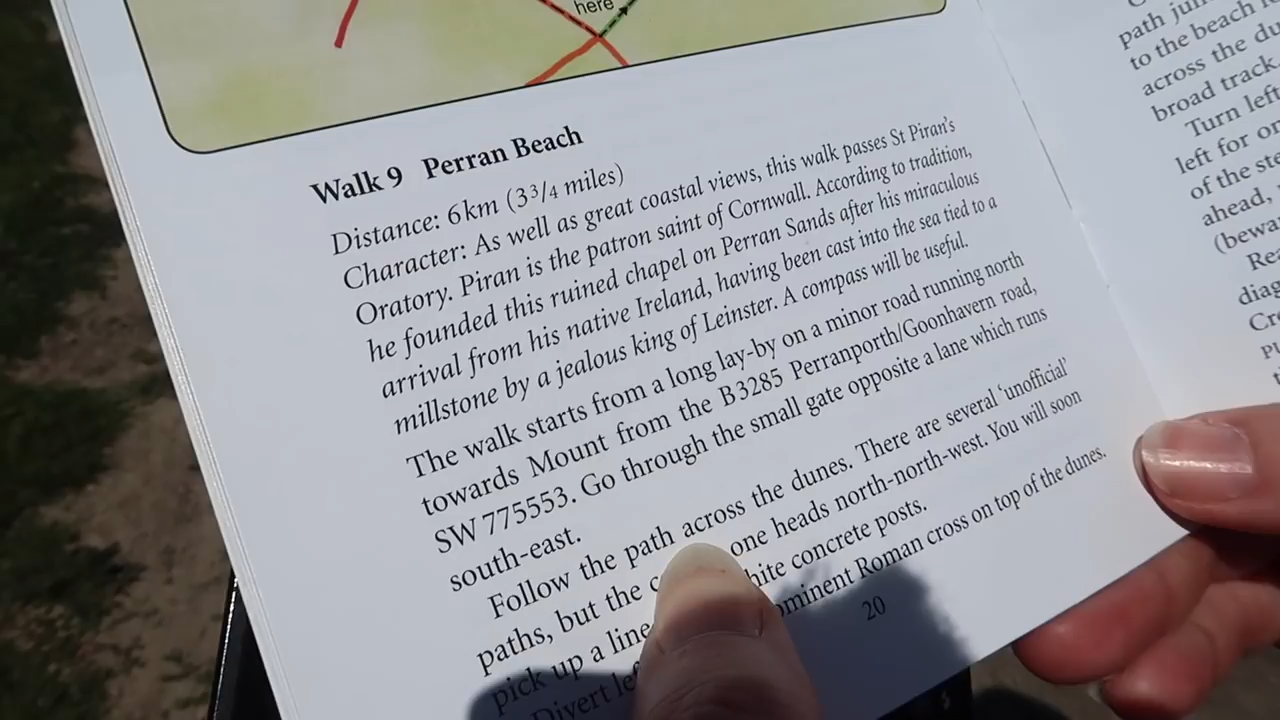 here
Walk 9 Perran Beach
Distance: 6km (3 3/4 miles)
Character: As well as great coastal views, this walk passes St Piran's
Oratory. Piran is the patron saint of Cornwall. According to tradition,
he founded this ruined chapel on Perran Sands after his miraculous
arrival from his native Ireland, having been cast into the sea tied to a
millstone by a jealous king of Leinster. A compass will be useful.
The walk starts from a long lay-by on a minor road running north
towards Mount from the B3285 Perranporth/Goonhavern road,
SW 775553. Go through the small gate opposite a lane which runs
south-east.
Follow the path across the dunes. There are several 'unofficial'
paths, but the one heads north-north-west. You will soon
pick up a line concrete posts.
Divert Roman cross on top of the dunes.
20
path
to the beach
across the
broad track.
Turn left
left for
of the
ahead,